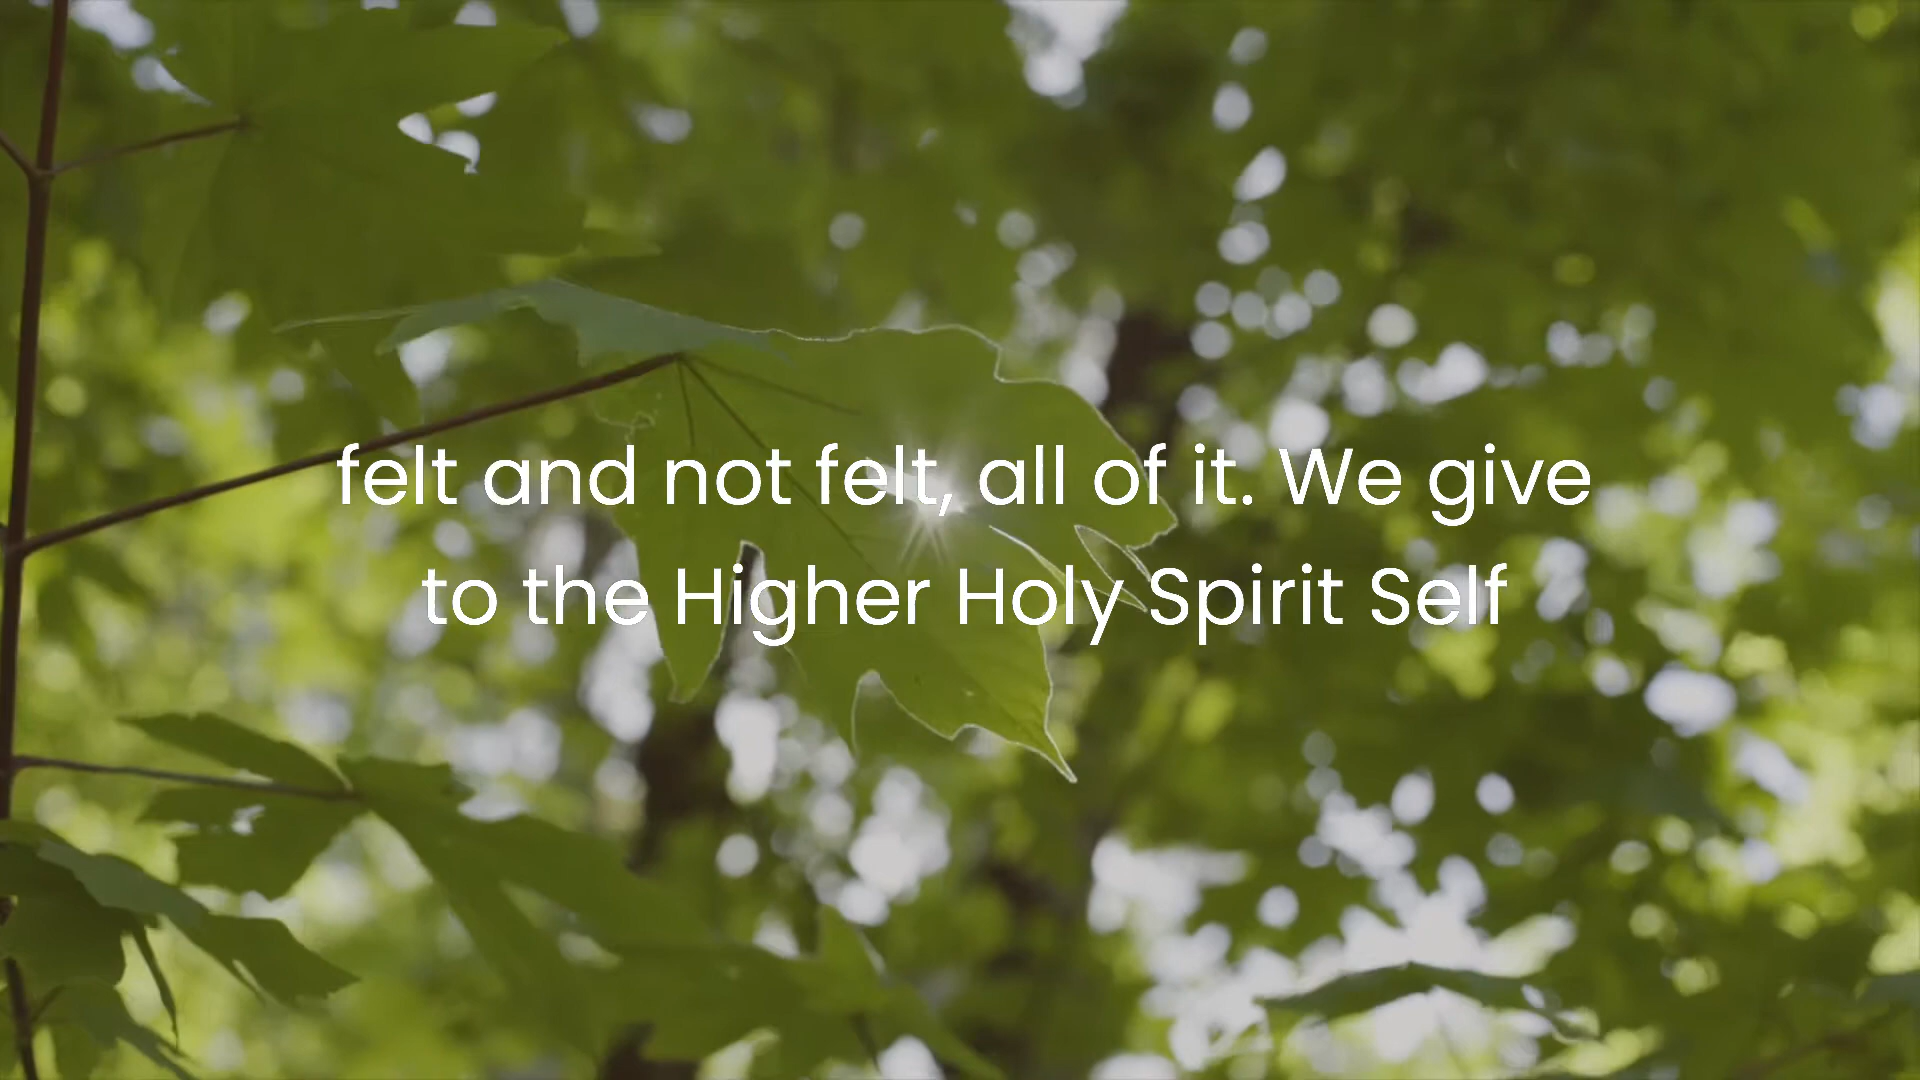 felt and not felt, all of it. We give
to the Higher Holy Spirit Self